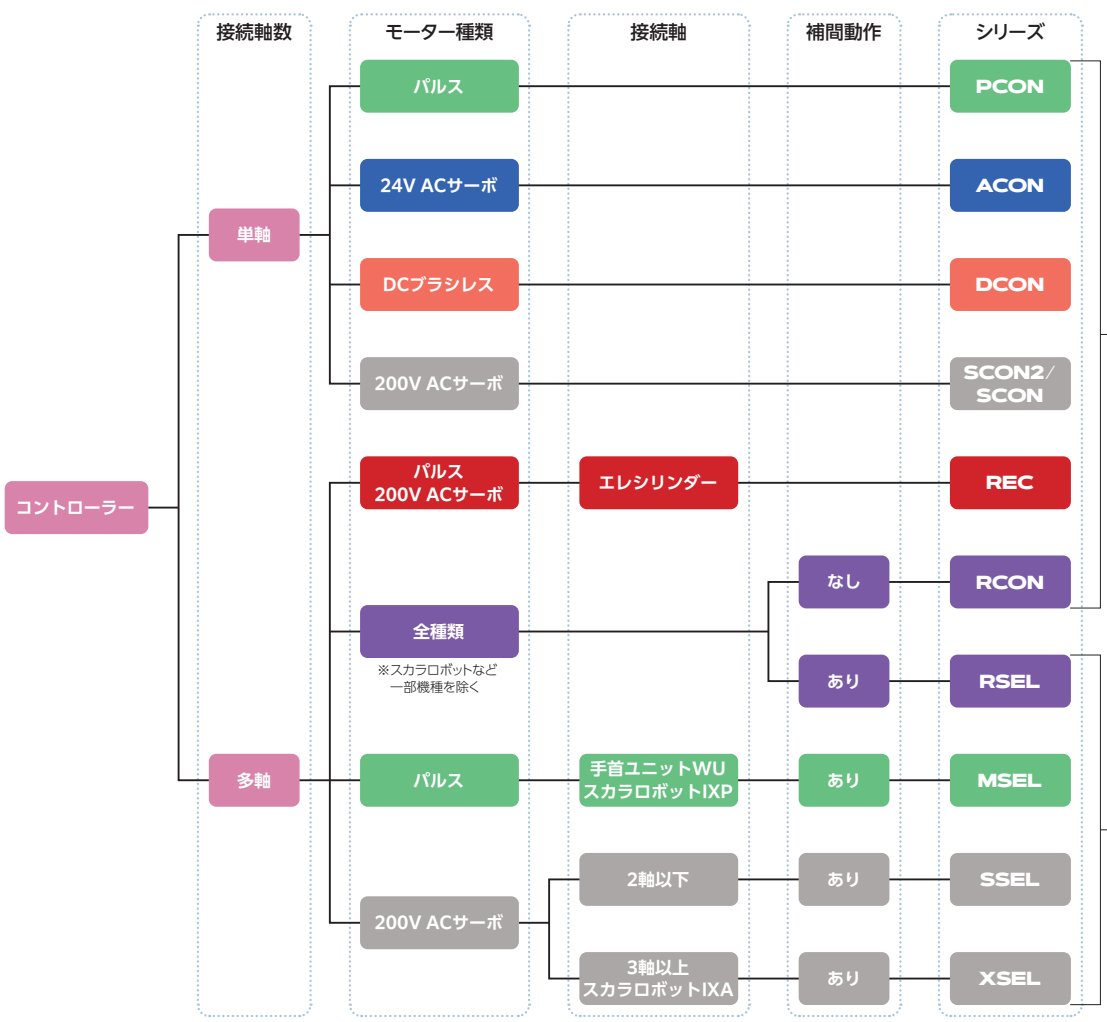 接続軸数
モーター種類
接続軸
補間動作
シリーズ
パルス
PCON
24V ACサーボ
ACON
単軸
DCブラシレス
DCON
200V ACサーボ
SCON2/
SCON
コントローラー
パルス
200V ACサーボ
エレシリンダー
REC
全種類
※スカラロボットなど
一部機種を除く
なし
RCON
あり
RSEL
多軸
パルス
手首ユニットWU
スカラロボットIXP
あり
MSEL
200V ACサーボ
2軸以下
あり
SSEL
3軸以上
スカラロボットIXA
あり
XSEL